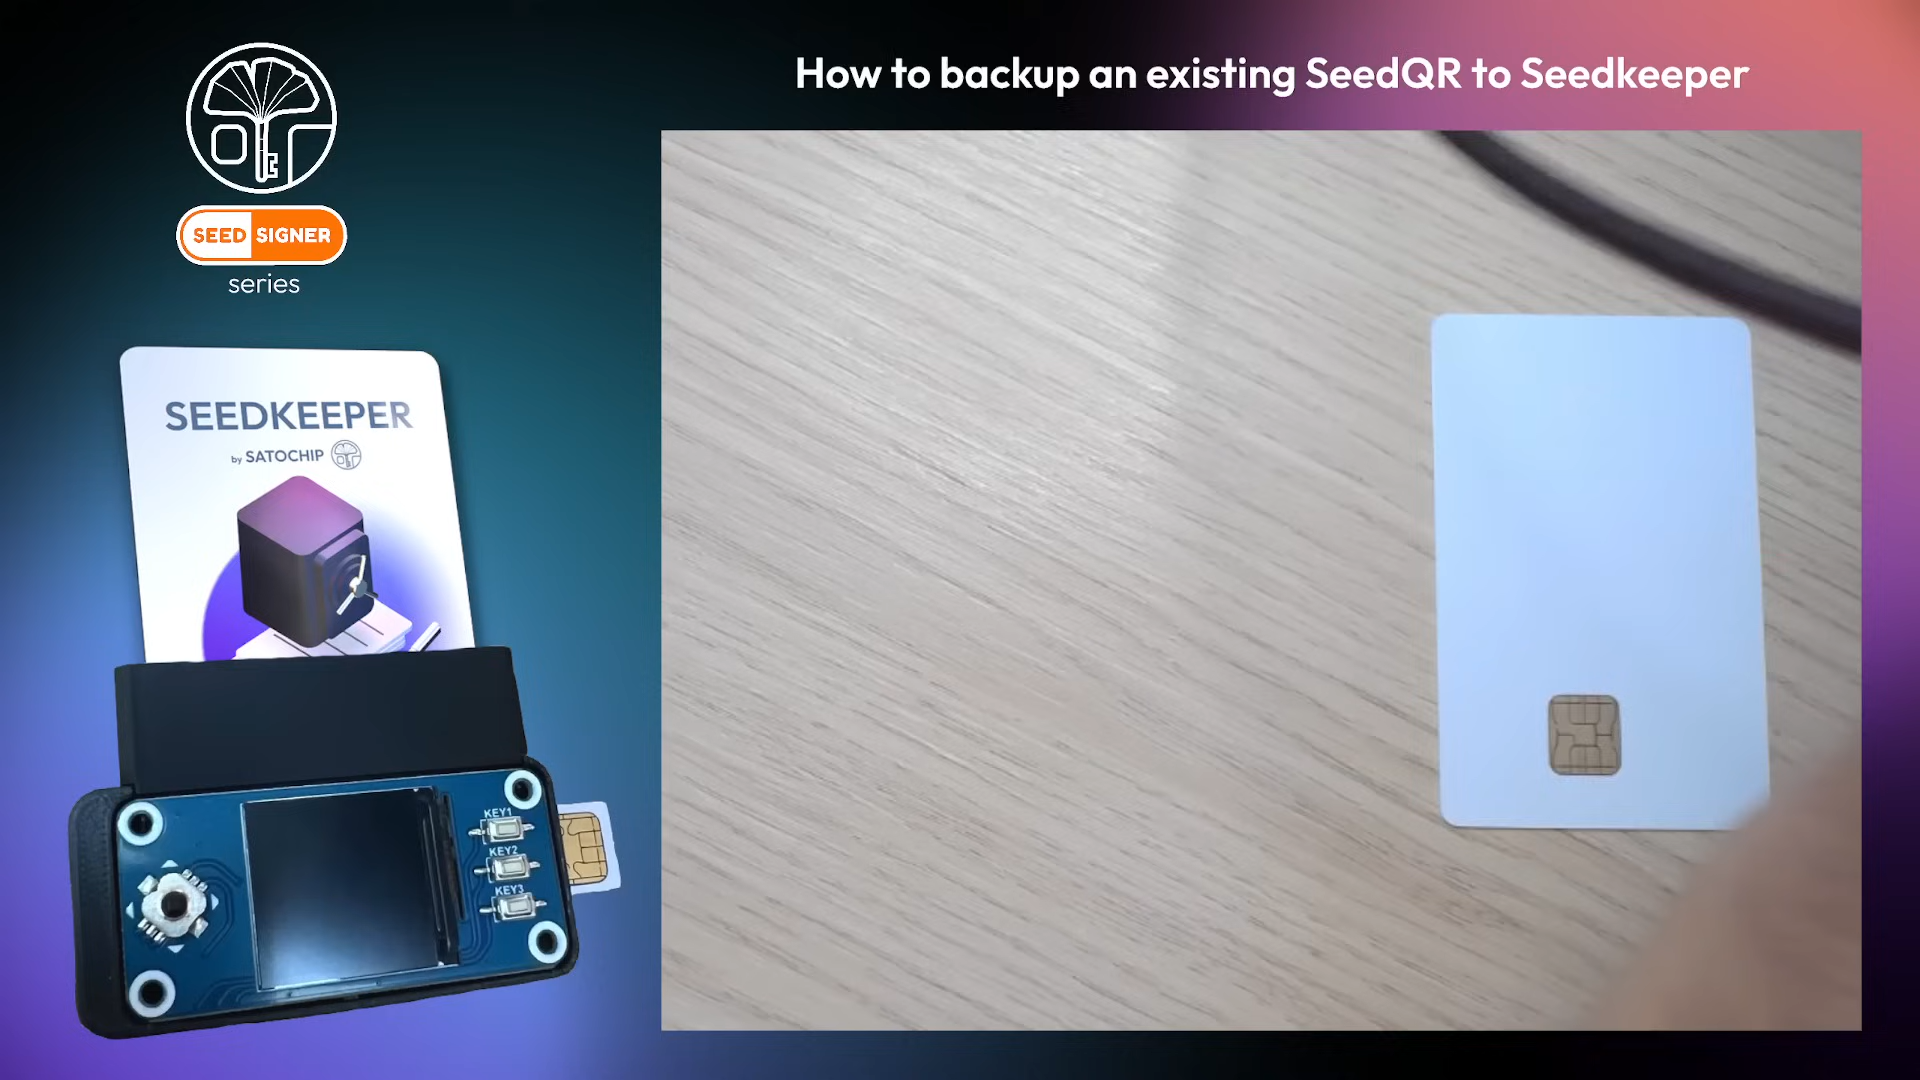 How to backup an existing SeedQR to Seedkeeper
SEED SIGNER
series
SEEDKEEPER
by SATOCHIP
KEY1
KEY2
KEY3